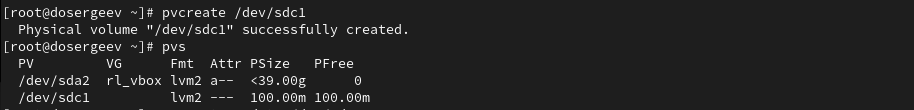 [root@dosergeev ~]# pvcreate /dev/sdc1
  Physical volume "/dev/sdc1" successfully created.
[root@dosergeev ~]# pvs
  PV         VG      Fmt  Attr PSize   PFree
  /dev/sda2  rl_vbox lvm2 a--  <39.00g      0
  /dev/sdc1          lvm2 ---  100.00m 100.00m